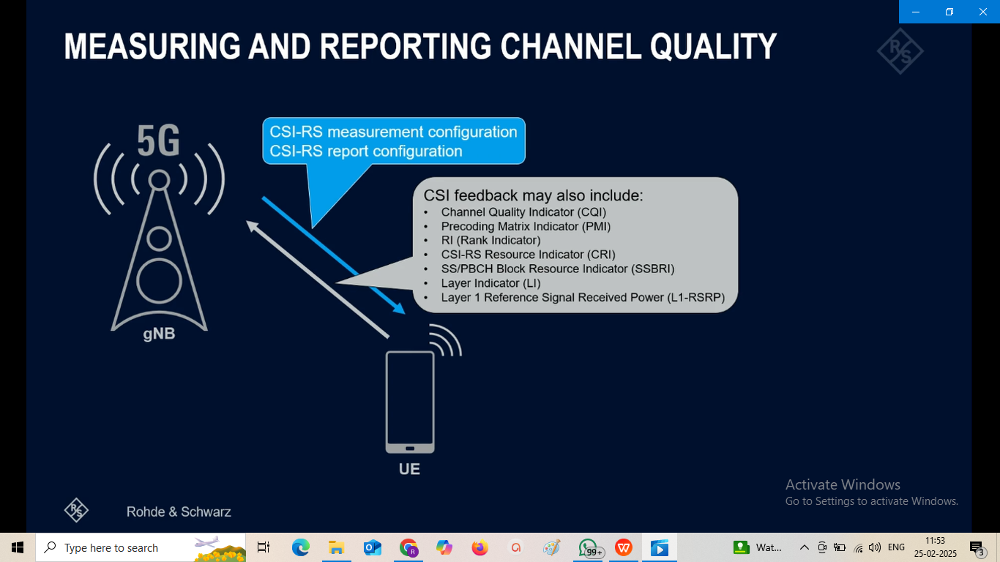 MEASURING AND REPORTING CHANNEL QUALITY
R
S
5G
CSI-RS measurement configuration
CSI-RS report configuration
CSI feedback may also include:
• Channel Quality Indicator (CQI)
• Precoding Matrix Indicator (PMI)
• RI (Rank Indicator)
• CSI-RS Resource Indicator (CRI)
• SS/PBCH Block Resource Indicator (SSBRI)
• Layer Indicator (LI)
• Layer 1 Reference Signal Received Power (L1-RSRP)
gNB
UE
Activate Windows
Go to Settings to activate Windows.
R
S
Rohde & Schwarz
Type here to search
R
99+
W
Wat...
ENG
11:53
25-02-2025
3